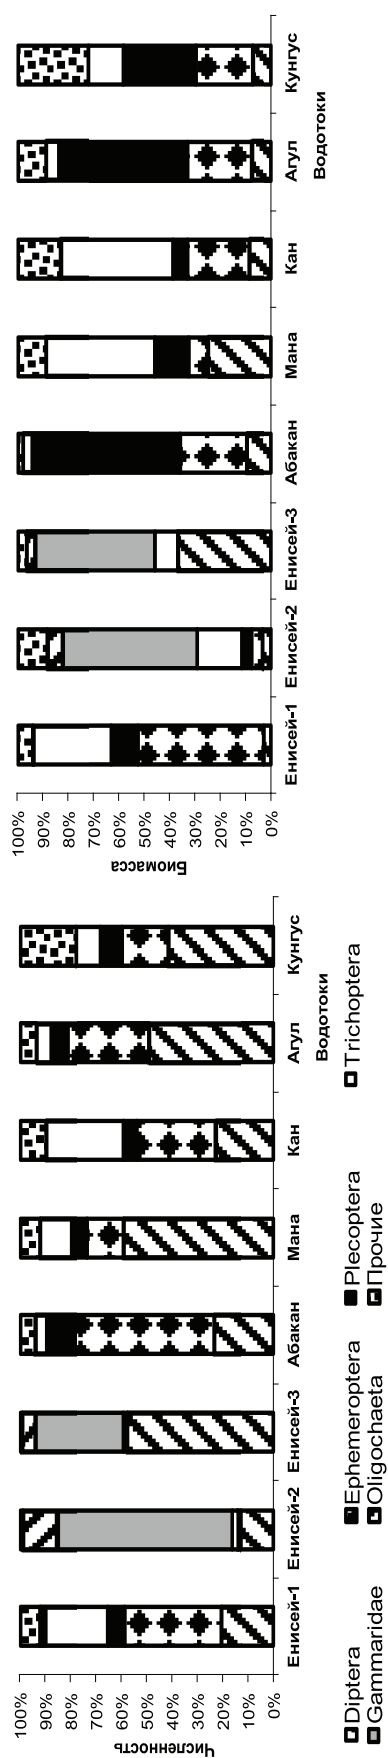 100%
90%
80%
70%
60%
50%
40%
30%
20%
10%
0%
Численность
Енисей-1 Енисей-2 Енисей-3 Абакан Мана Кан Агул Кунгус
Водотоки
100%
90%
80%
70%
60%
50%
40%
30%
20%
10%
0%
Биомасса
Енисей-1 Енисей-2 Енисей-3 Абакан Мана Кан Агул Кунгус
Водотоки
Diptera Ephemeroptera Plecoptera Trichoptera
Gammaridae Oligochaeta Прочие